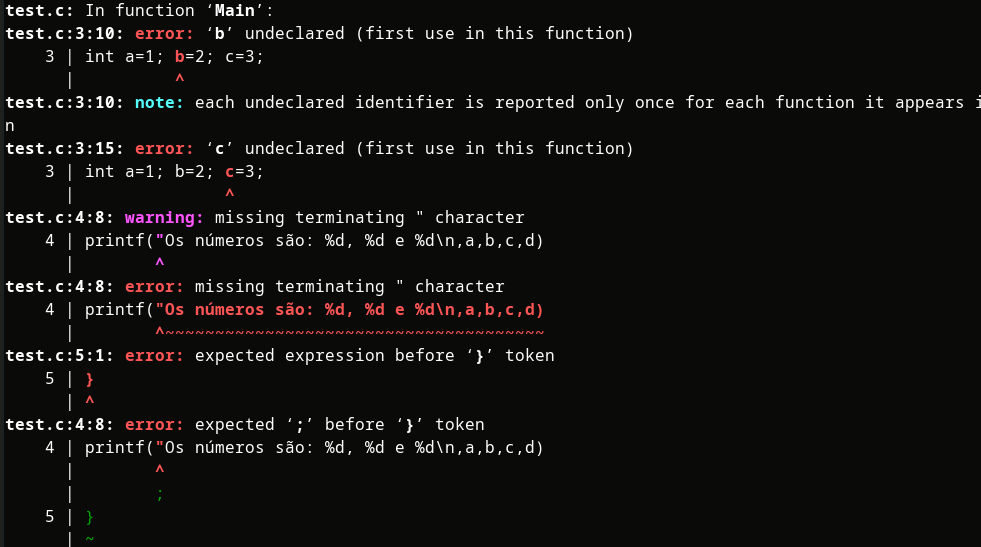 test.c: In function ‘Main’:
test.c:3:10: error: ‘b’ undeclared (first use in this function)
    3 | int a=1; b=2; c=3;
      |          ^
test.c:3:10: note: each undeclared identifier is reported only once for each function it appears i
n
test.c:3:15: error: ‘c’ undeclared (first use in this function)
    3 | int a=1; b=2; c=3;
      |               ^
test.c:4:8: warning: missing terminating " character
    4 | printf("Os números são: %d, %d e %d\n,a,b,c,d)
      |        ^
test.c:4:8: error: missing terminating " character
    4 | printf("Os números são: %d, %d e %d\n,a,b,c,d)
      |        ^~~~~~~~~~~~~~~~~~~~~~~~~~~~~~~~~~~~~~~
test.c:5:1: error: expected expression before ‘}’ token
    5 | }
      | ^
test.c:4:8: error: expected ‘;’ before ‘}’ token
    4 | printf("Os números são: %d, %d e %d\n,a,b,c,d)
      |        ^
      |        ;
    5 | }
      | ~